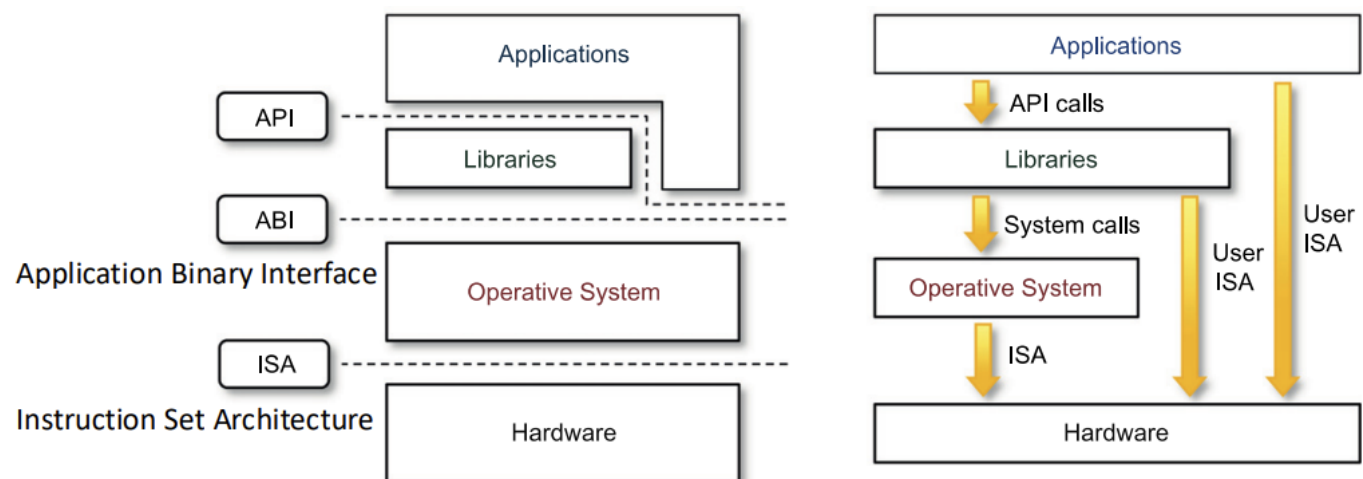 Applications
API
Libraries
ABI
Application Binary Interface
Operative System
ISA
Instruction Set Architecture
Hardware
Applications
API calls
Libraries
System calls
User
ISA
User
ISA
Operative System
ISA
Hardware